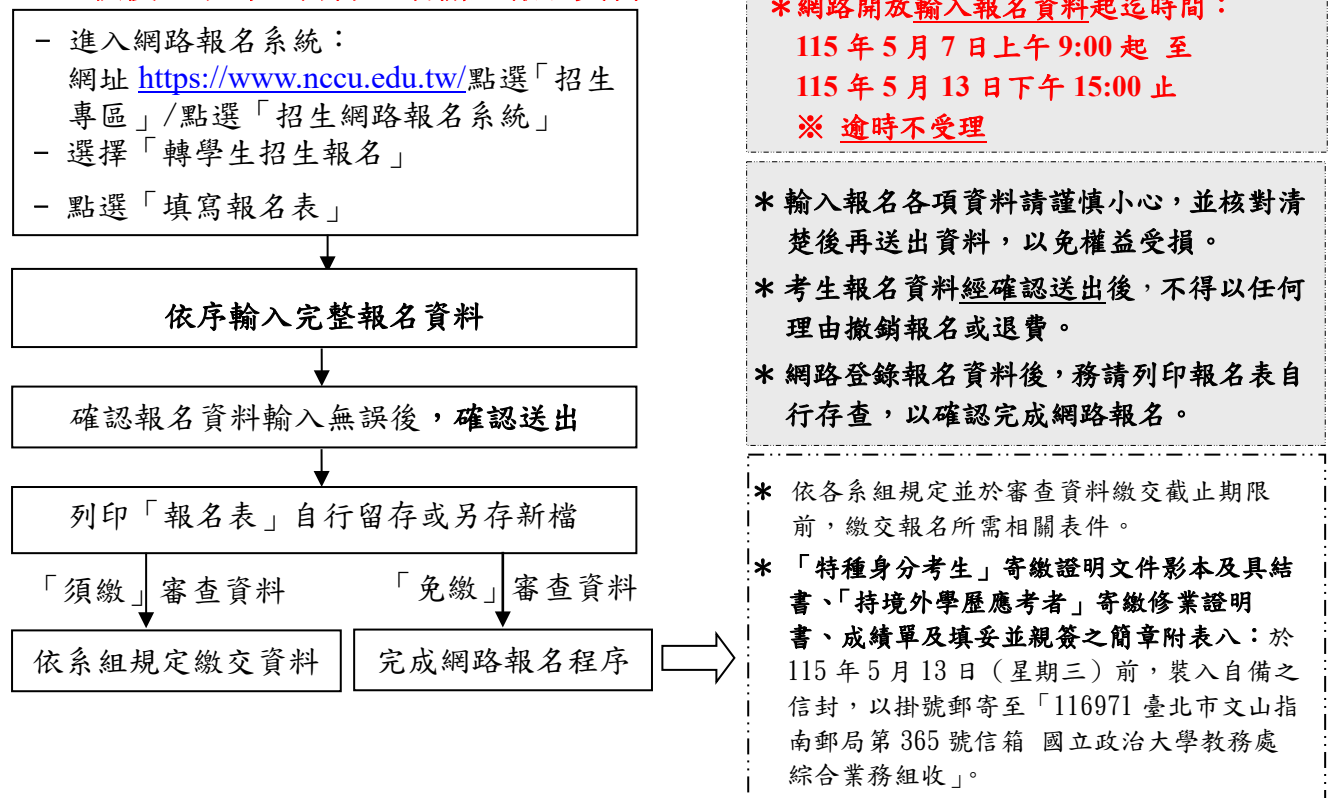 - 進入網路報名系統：
網址 https://www.nccu.edu.tw/點選「招生
專區」/點選「招生網路報名系統」
- 選擇「轉學生招生報名」
- 點選「填寫報名表」
依序輸入完整報名資料
確認報名資料輸入無誤後，確認送出
列印「報名表」自行留存或另存新檔
「須繳」審查資料
「免繳」審查資料
依系組規定繳交資料
完成網路報名程序
＊網路開放輸入報名資料起迄時間：
115 年 5 月 7 日上午 9:00 起 至
115 年 5 月 13 日下午 15:00 止
※ 逾時不受理
＊輸入報名各項資料請謹慎小心，並核對清
楚後再送出資料，以免權益受損。
＊考生報名資料經確認送出後，不得以任何
理由撤銷報名或退費。
＊網路登錄報名資料後，務請列印報名表自
行存查，以確認完成網路報名。
＊ 依各系組規定並於審查資料繳交截止期限
前，繳交報名所需相關表件。
＊ 「特種身分考生」寄繳證明文件影本及具結
書、「持境外學歷應考者」寄繳修業證明
書、成績單及填妥並親簽之簡章附表八：於
115 年 5 月 13 日（星期三）前，裝入自備之
信封，以掛號郵寄至「116971 臺北市文山指
南郵局第 365 號信箱 國立政治大學教務處
綜合業務組收」。